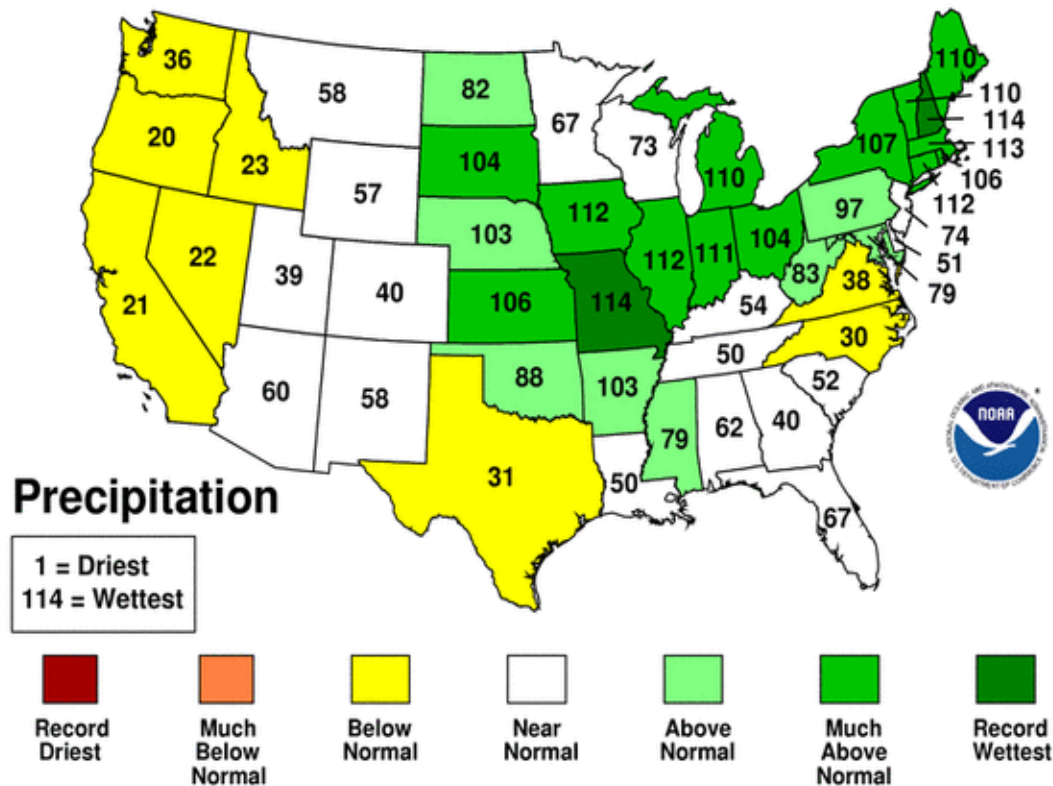 36
58
82
67
110
110
114
113
106
112
74
51
79
20
23
104
73
107
57
110
97
22
103
112
104
21
39
40
112
111
83
38
106
114
54
30
50
60
58
88
103
52
79
62
40
31
50
67
NOAA
Precipitation
1 = Driest
114 = Wettest
Record
Driest
Much
Below
Normal
Below
Normal
Near
Normal
Above
Normal
Much
Above
Normal
Record
Wettest